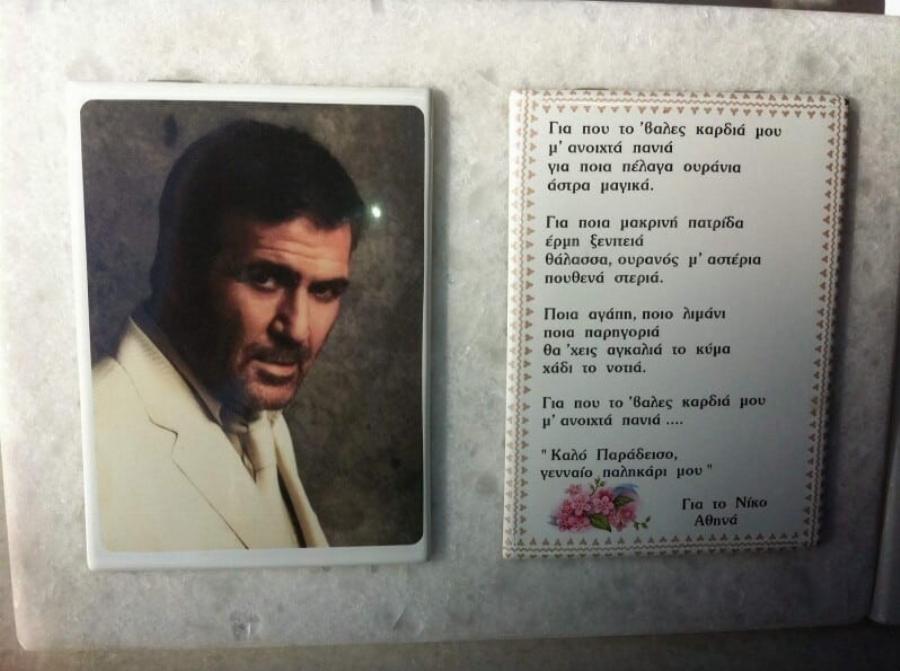 Για που το 'βαλες καρδιά μου
μ' ανοιχτά πανιά
για ποια πέλαγα ουράνια
άστρα μαγικά.
Για ποια μακρινή πατρίδα
έρμη ξενιτειά
θάλασσα, ουρανός μ' αστέρια
πουθενά στεριά.
Ποια αγάπη, ποιο λιμάνι
ποια παρηγοριά
θα 'χεις αγκαλιά το κύμα
χάδι το νοτιά.
Για που το 'βαλες καρδιά μου
μ' ανοιχτά πανιά ....
" Καλό Παράδεισο,
γενναίο παληκάρι μου "
Για το Νίκο
Αθηνά